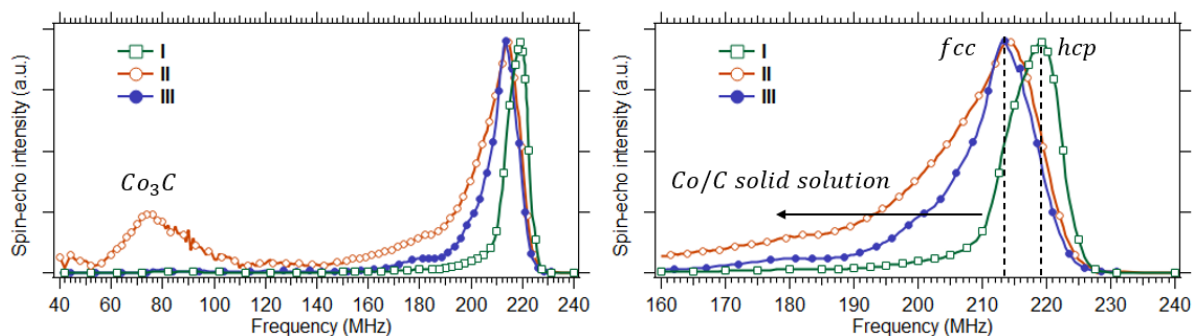 Spin-echo intensity (a.u.)
I
II
III
Co₃C
40 60 80 100 120 140 160 180 200 220 240
Frequency (MHz)
Spin-echo intensity (a.u.)
I
II
III
fcc
hcp
Co/C solid solution
160 170 180 190 200 210 220 230 240
Frequency (MHz)